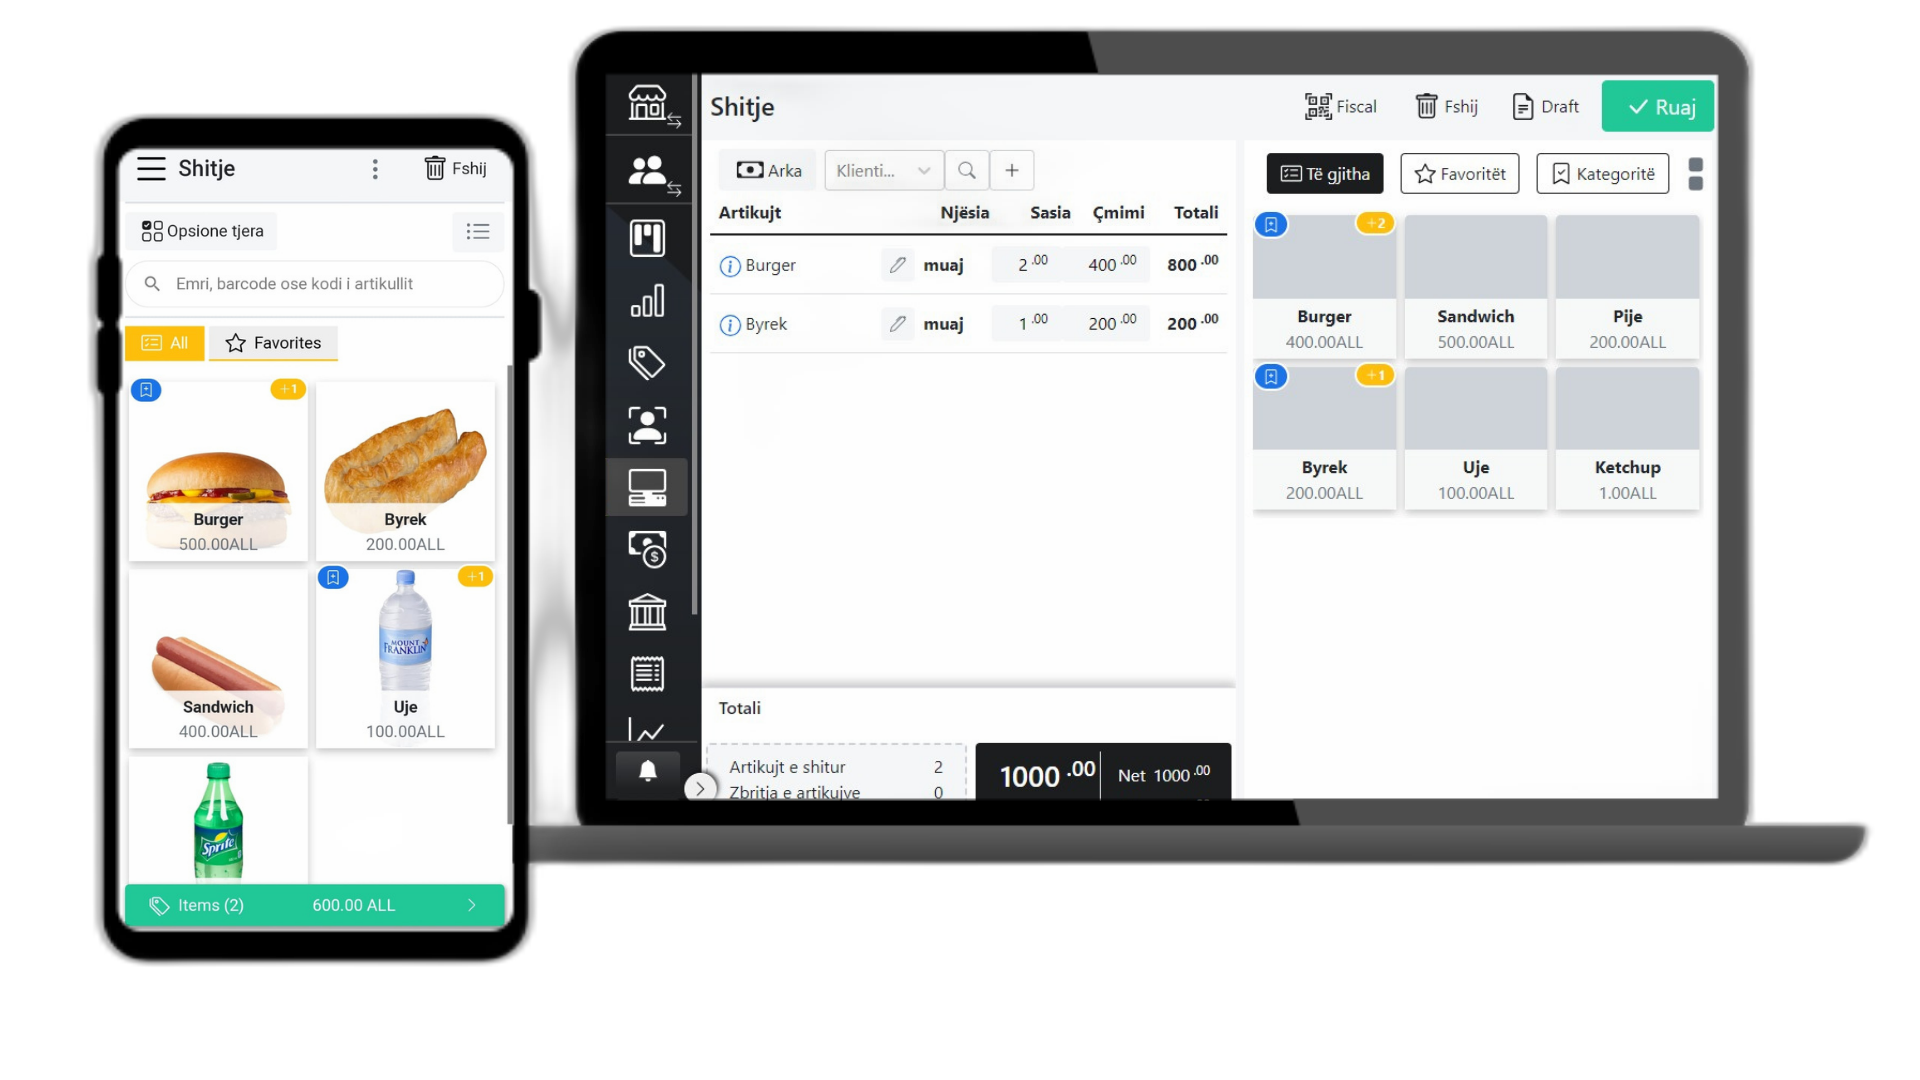 Shitje
Fshij
Opsione tjera
Emri, barcode ose kodi i artikullit
All
Favorites
+1
Burger
500.00ALL
Byrek
200.00ALL
Sandwich
400.00ALL
+1
MOUNT
FRANKLIN
Uje
100.00ALL
Sprite
Items (2) 600.00 ALL
Shitje
Fiscal
Fshij
Draft
Ruaj
Arka
Klienti...
Artikujt Njësia Sasia Çmimi Totali
Burger muaj 2.00 400.00 800.00
Byrek muaj 1.00 200.00 200.00
Totali
Artikujt e shitur 2
Zbritja e artikujve 0
1000.00
Net 1000.00
Të gjitha
Favoritët
Kategoritë
+2
Burger
400.00ALL
Sandwich
500.00ALL
Pije
200.00ALL
+1
Byrek
200.00ALL
Uje
100.00ALL
Ketchup
1.00ALL